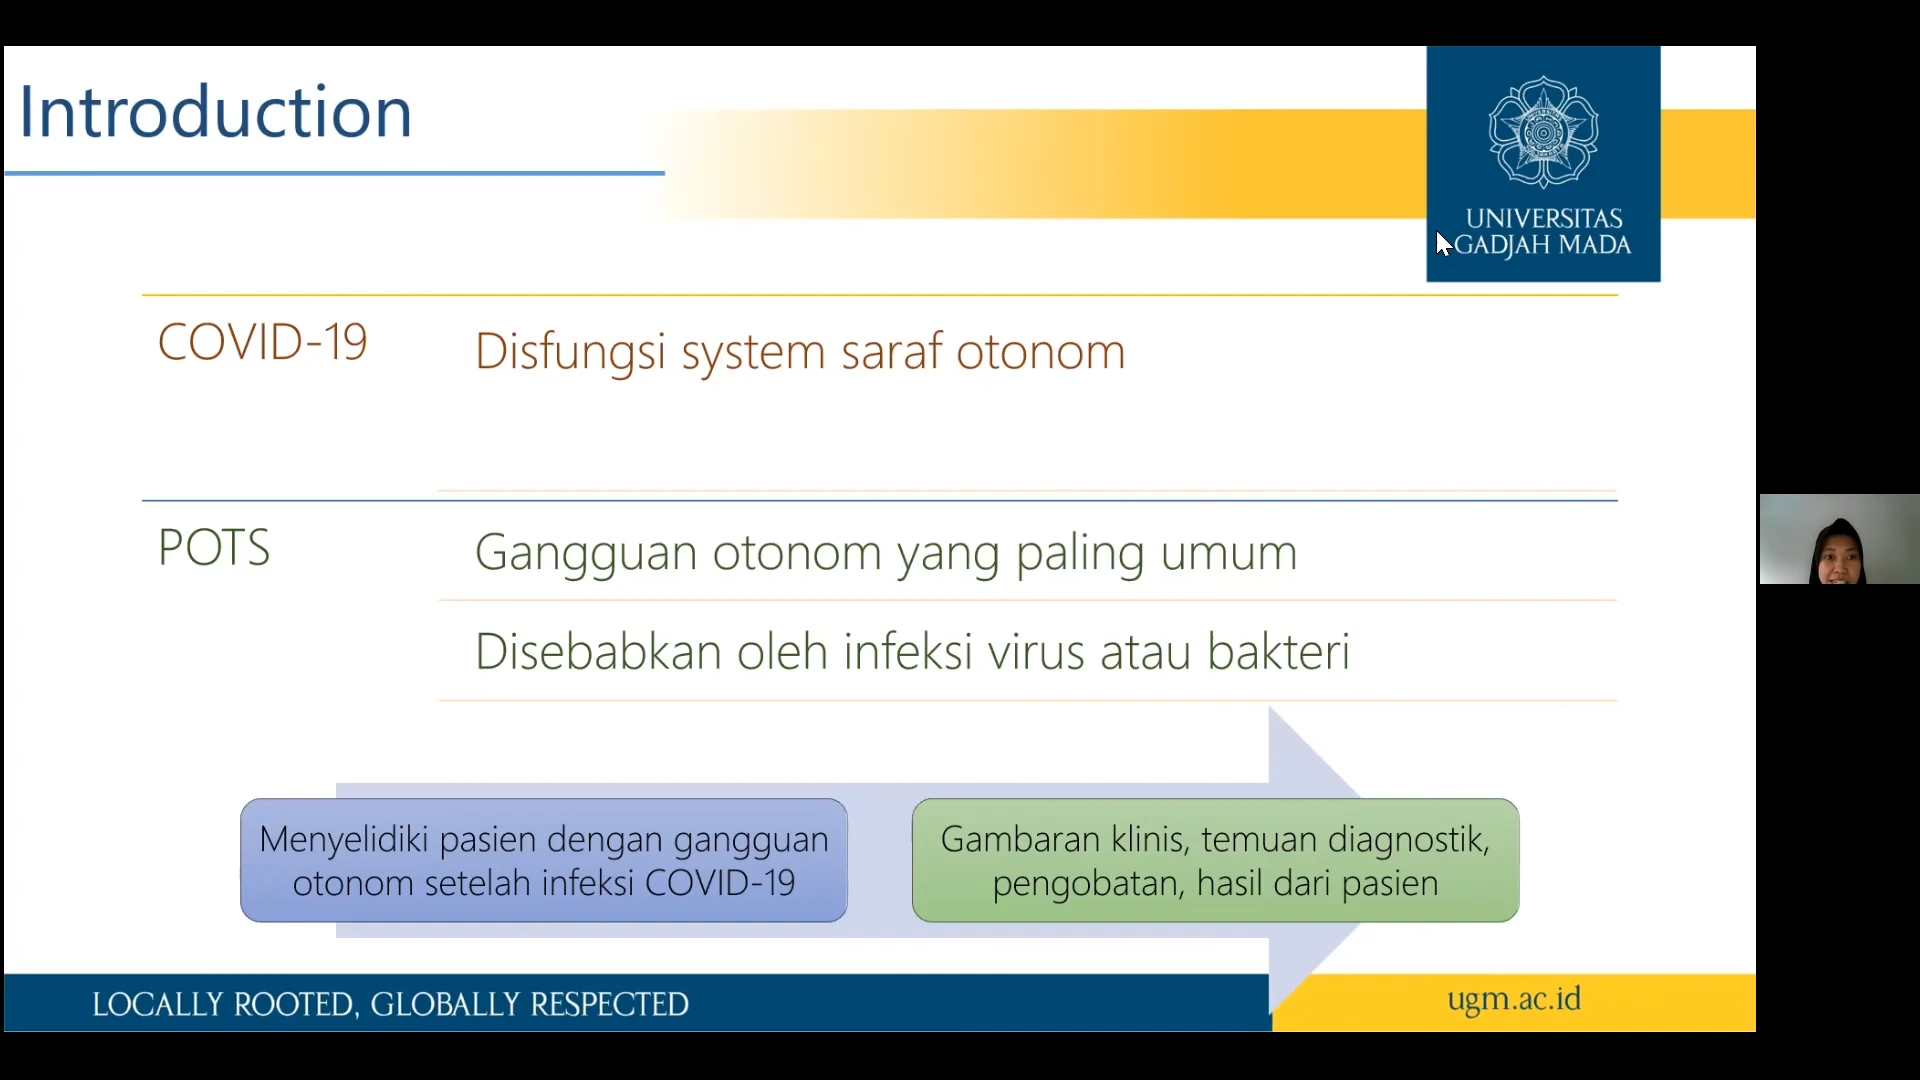 Introduction
UNIVERSITAS
GADJAH MADA
COVID-19
Disfungsi system saraf otonom
POTS
Gangguan otonom yang paling umum
Disebabkan oleh infeksi virus atau bakteri
Menyelidiki pasien dengan gangguan
otonom setelah infeksi COVID-19
Gambaran klinis, temuan diagnostik,
pengobatan, hasil dari pasien
LOCALLY ROOTED, GLOBALLY RESPECTED
ugm.ac.id